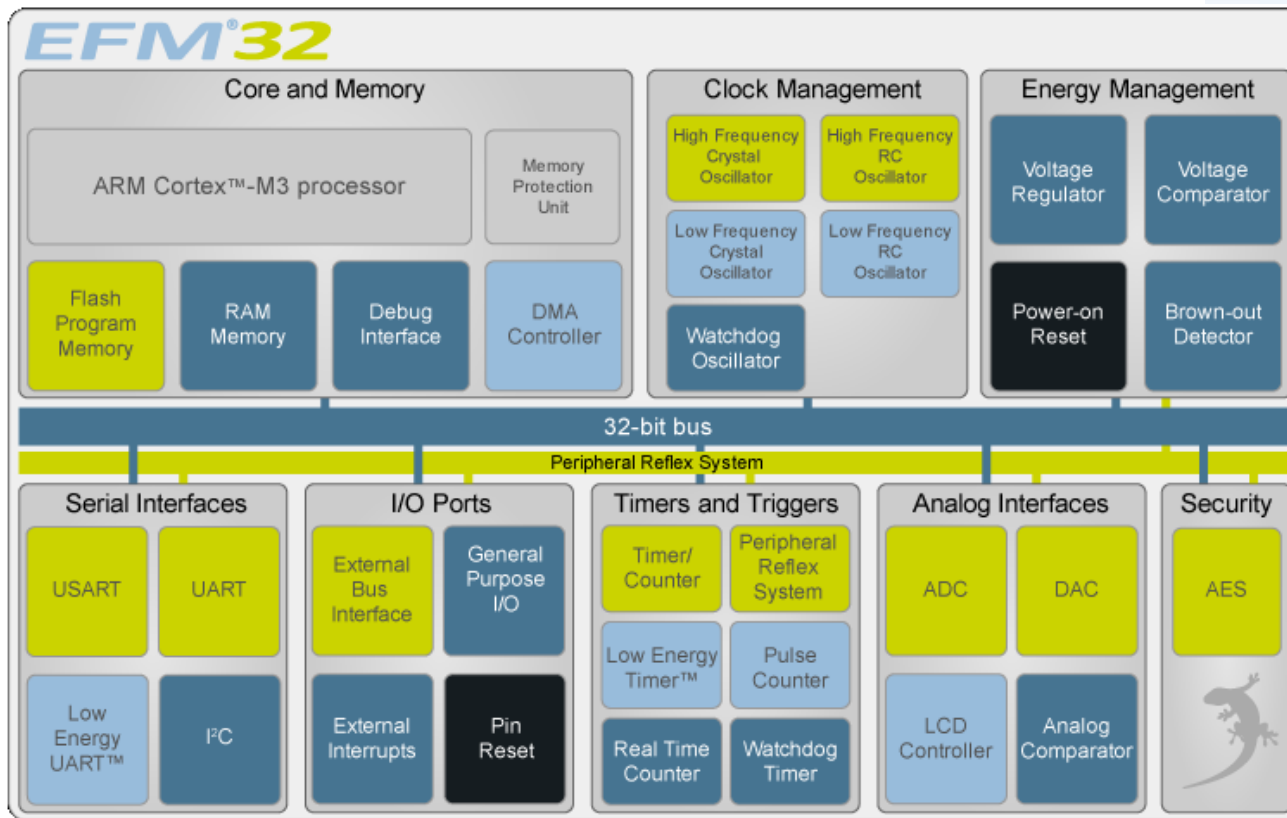 EFM®32
Core and Memory
ARM Cortex™-M3 processor
Memory
Protection
Unit
Flash
Program
Memory
RAM
Memory
Debug
Interface
DMA
Controller
Clock Management
High Frequency
Crystal
Oscillator
High Frequency
RC
Oscillator
Low Frequency
Crystal
Oscillator
Low Frequency
RC
Oscillator
Watchdog
Oscillator
Energy Management
Voltage
Regulator
Voltage
Comparator
Power-on
Reset
Brown-out
Detector
32-bit bus
Peripheral Reflex System
Serial Interfaces
USART
UART
Low
Energy
UART™
I²C
I/O Ports
External
Bus
Interface
General
Purpose
I/O
External
Interrupts
Pin
Reset
Timers and Triggers
Timer/
Counter
Peripheral
Reflex
System
Low Energy
Timer™
Pulse
Counter
Real Time
Counter
Watchdog
Timer
Analog Interfaces
ADC
DAC
LCD
Controller
Analog
Comparator
Security
AES